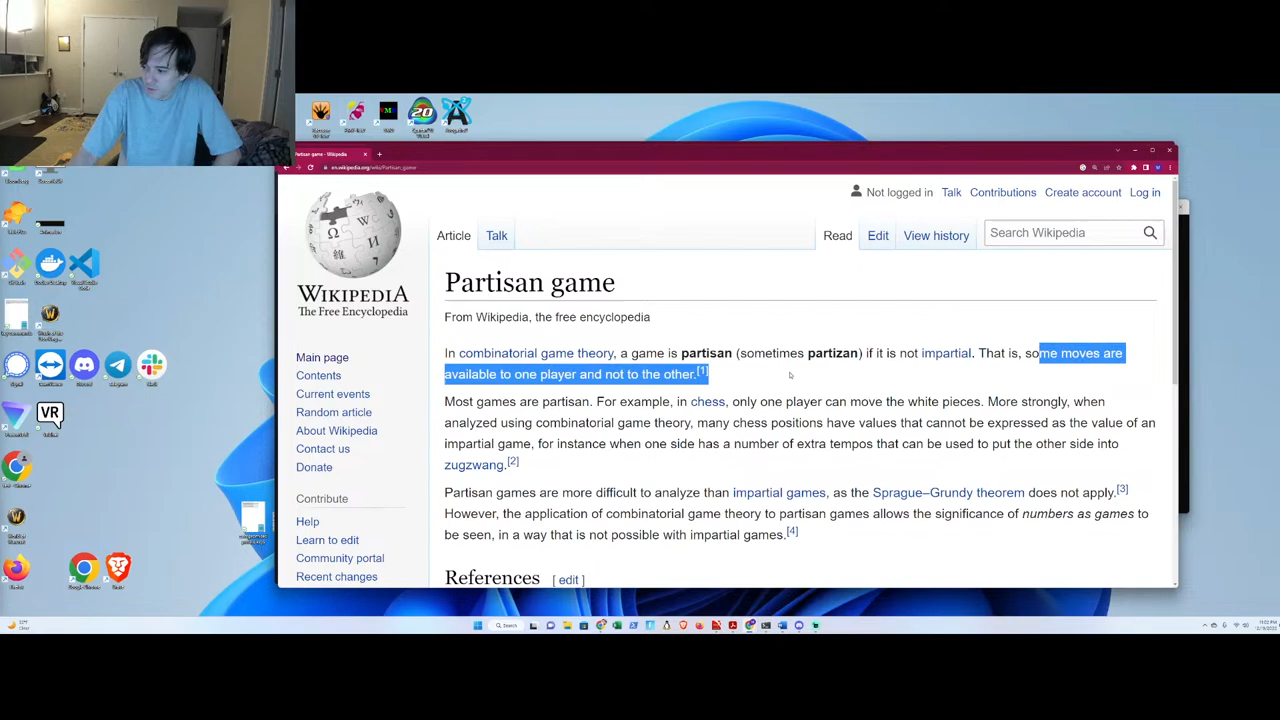 Partisan game - Wikipedia
en.wikipedia.org/wiki/Partisan_game
Not logged in Talk Contributions Create account Log in
Article Talk Read Edit View history Search Wikipedia
WIKIPEDIA
The Free Encyclopedia
Main page
Contents
Current events
Random article
About Wikipedia
Contact us
Donate
Contribute
Help
Learn to edit
Community portal
Recent changes
Partisan game
From Wikipedia, the free encyclopedia
In combinatorial game theory, a game is partisan (sometimes partizan) if it is not impartial. That is, some moves are
available to one player and not to the other.[1]
Most games are partisan. For example, in chess, only one player can move the white pieces. More strongly, when
analyzed using combinatorial game theory, many chess positions have values that cannot be expressed as the value of an
impartial game, for instance when one side has a number of extra tempos that can be used to put the other side into
zugzwang.[2]
Partisan games are more difficult to analyze than impartial games, as the Sprague–Grundy theorem does not apply.[3]
However, the application of combinatorial game theory to partisan games allows the significance of numbers as games to
be seen, in a way that is not possible with impartial games.[4]
References [ edit ]
VR
20
Search